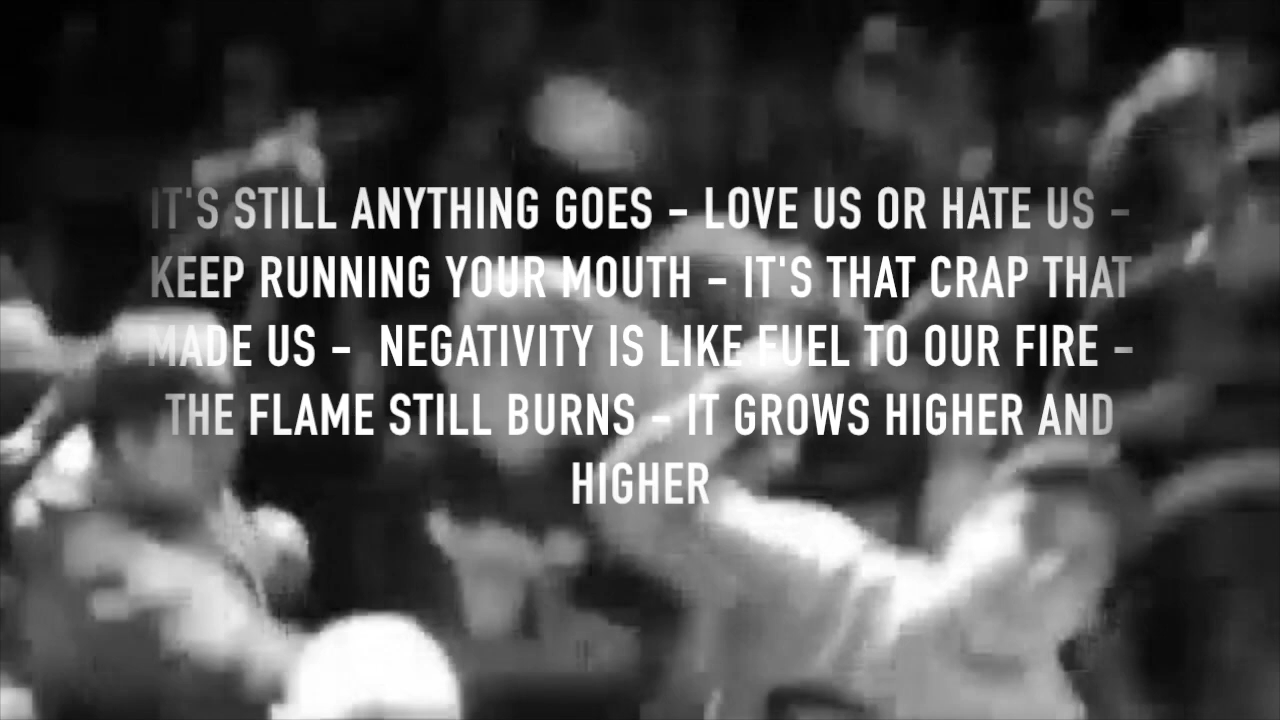 IT'S STILL ANYTHING GOES - LOVE US OR HATE US -
KEEP RUNNING YOUR MOUTH - IT'S THAT CRAP THAT
MADE US -  NEGATIVITY IS LIKE FUEL TO OUR FIRE -
THE FLAME STILL BURNS - IT GROWS HIGHER AND
HIGHER